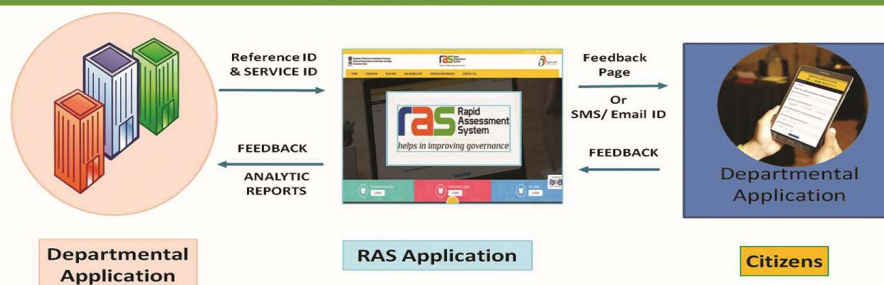 Reference ID
& SERVICE ID
FEEDBACK
ANALYTIC
REPORTS
ras Rapid
Assessment
System
helps in improving governance
Feedback
Page
Or
SMS/ Email ID
FEEDBACK
Departmental
Application
Departmental
Application
RAS Application
Citizens